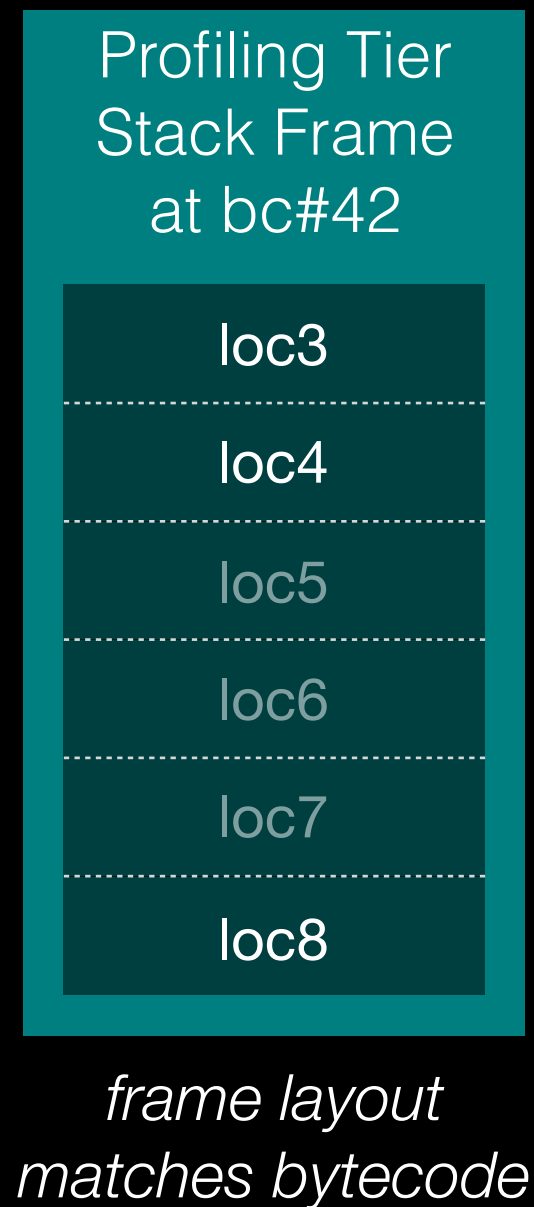 Profiling Tier
Stack Frame
at bc#42
loc3
loc4
loc5
loc6
loc7
loc8
frame layout
matches bytecode